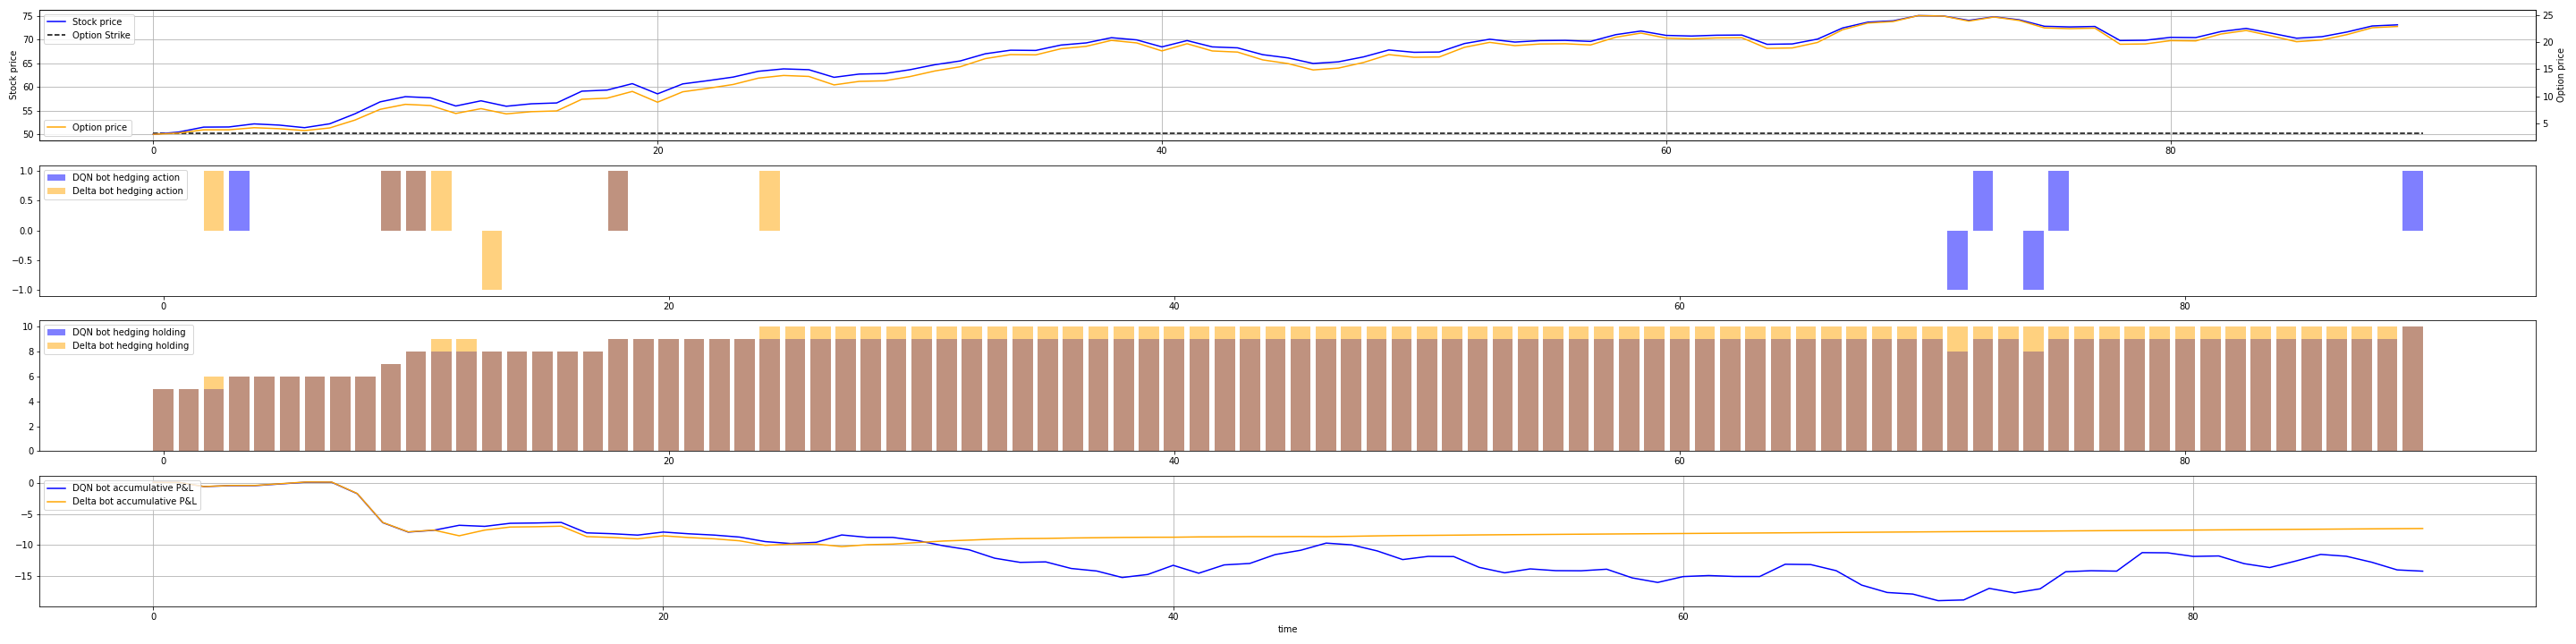 75
70
65
60
55
50
Stock price
Stock price
Option Strike
Option price
25
20
15
10
5
Option price
0 20 40 60 80
1.0
0.5
0.0
−0.5
−1.0
DQN bot hedging action
Delta bot hedging action
0 20 40 60 80
10
8
6
4
2
0
DQN bot hedging holding
Delta bot hedging holding
0 20 40 60 80
0
−5
−10
−15
DQN bot accumulative P&L
Delta bot accumulative P&L
0 20 40 60 80
time